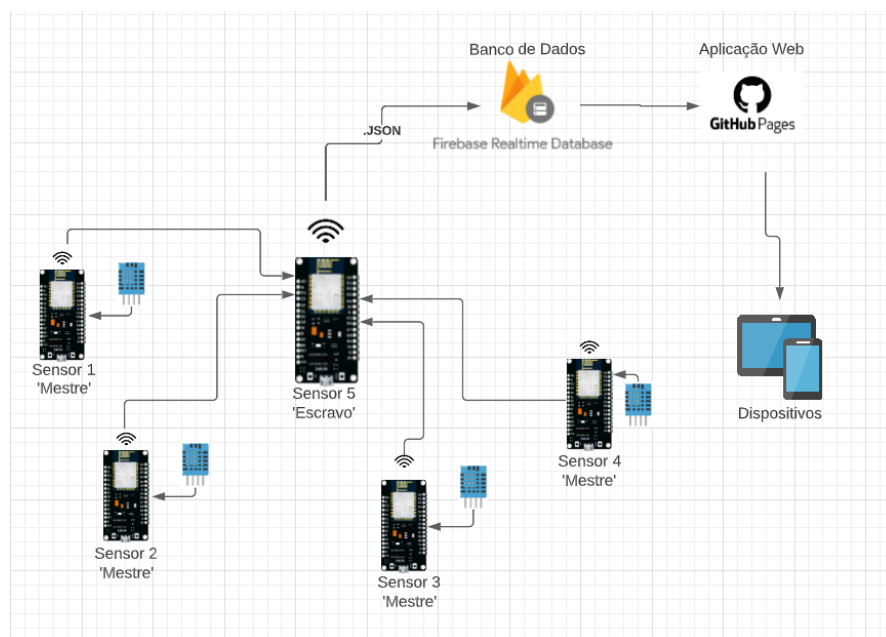 Banco de Dados
Aplicação Web
.JSON
GitHub Pages
Firebase Realtime Database
Sensor 1
'Mestre'
Sensor 5
'Escravo'
Dispositivos
Sensor 4
'Mestre'
Sensor 2
'Mestre'
Sensor 3
'Mestre'